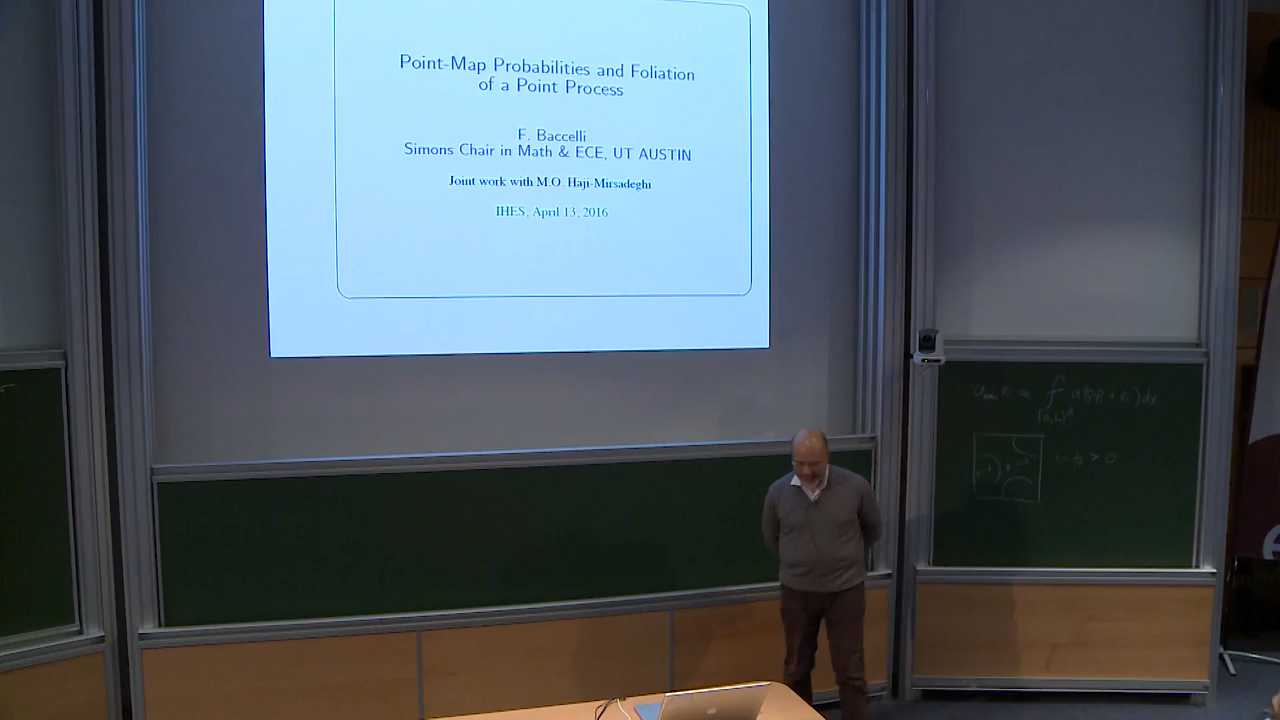 Point-Map Probabilities and Foliation
of a Point Process
F. Baccelli
Simons Chair in Math & ECE, UT AUSTIN
Joint work with M.O. Haji-Mirsadeghi
IHES, April 13, 2016